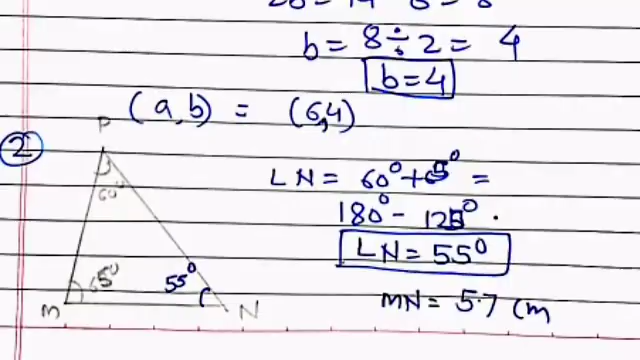 b = 8 ÷ 2 = 4
b = 4
(a, b) = (6, 4)
2
P
60°
65°
55°
M
N
∠N = 60° + 65° =
180° - 125°.
∠N = 55°
MN = 5.7 cm